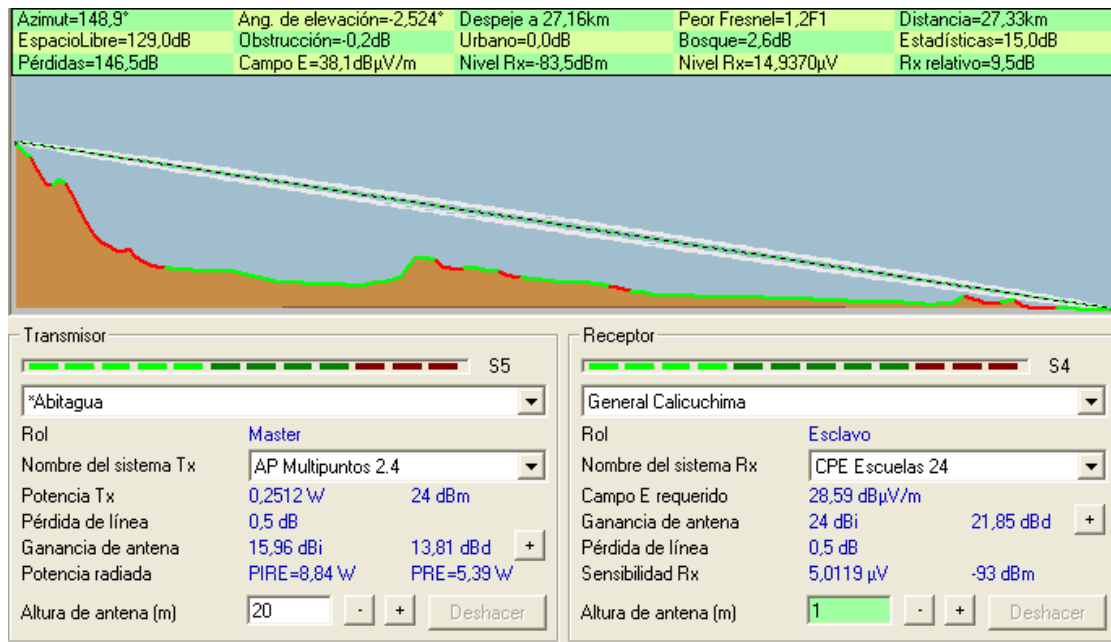 Azimut=148,9° Ang. de elevación=-2,524° Despeje a 27,16km Peor Fresnel=1,2F1 Distancia=27,33km
EspacioLibre=129,0dB Obstrucción=-0,2dB Urbano=0,0dB Bosque=2,6dB Estadísticas=15,0dB
Pérdidas=146,5dB Campo E=38,1dBµV/m Nivel Rx=-83,5dBm Nivel Rx=14,9370µV Rx relativo=9,5dB
Transmisor
S5
*Abitagua
Rol Master
Nombre del sistema Tx AP Multipuntos 2.4
Potencia Tx 0,2512 W 24 dBm
Pérdida de línea 0,5 dB
Ganancia de antena 15,96 dBi 13,81 dBd +
Potencia radiada PIRE=8,84 W PRE=5,39 W
Altura de antena (m) 20 - + Deshacer
Receptor
S4
General Calicuchima
Rol Esclavo
Nombre del sistema Rx CPE Escuelas 24
Campo E requerido 28,59 dBµV/m
Ganancia de antena 24 dBi 21,85 dBd +
Pérdida de línea 0,5 dB
Sensibilidad Rx 5,0119 µV -93 dBm
Altura de antena (m) 1 - + Deshacer